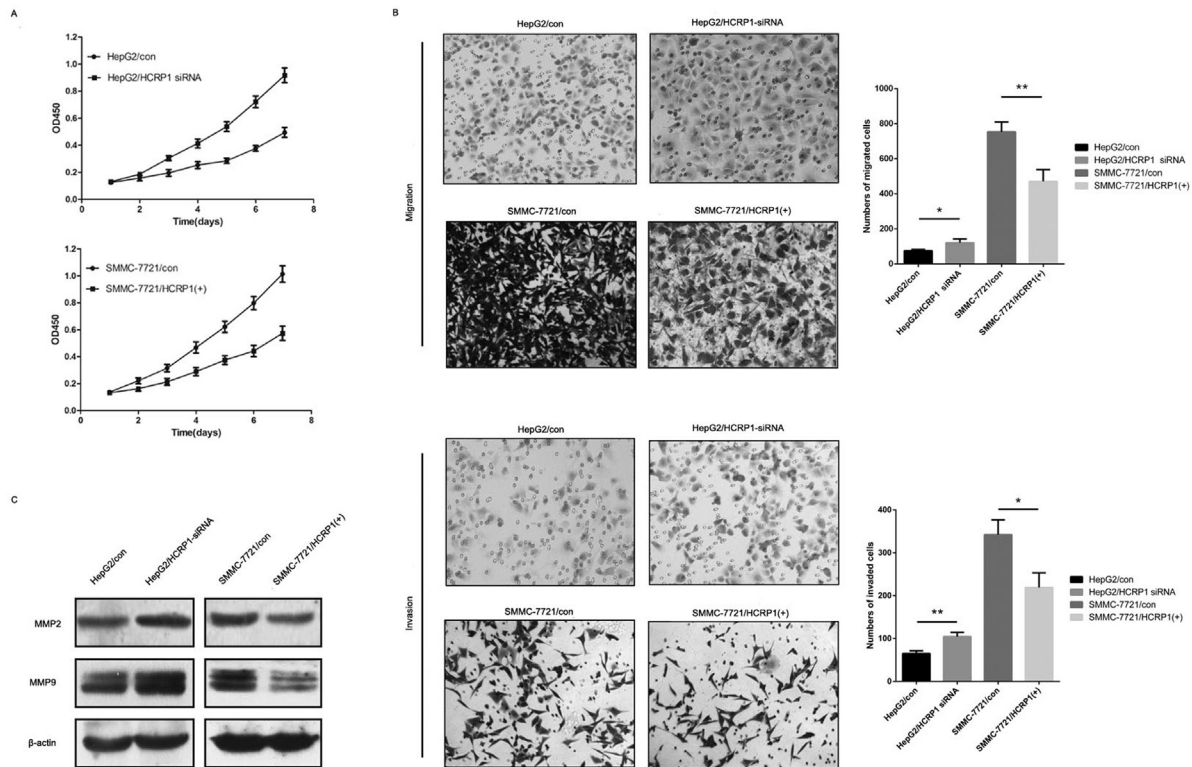 A
1.2
1.0
0.8
0.6
0.4
0.2
0.0
OD450
HepG2/con
HepG2/HCRP1 siRNA
0 2 4 6 8
Time(days)
1.2
1.0
0.8
0.6
0.4
0.2
0.0
OD450
SMMC-7721/con
SMMC-7721/HCRP1(+)
0 2 4 6 8
Time(days)
B
Migration
HepG2/con
HepG2/HCRP1-siRNA
SMMC-7721/con
SMMC-7721/HCRP1(+)
Numbers of migrated cells
1000
800
600
400
200
0
*
**
HepG2/con
HepG2/HCRP1 siRNA
SMMC-7721/con
SMMC-7721/HCRP1(+)
HepG2/con
HepG2/HCRP1 siRNA
SMMC-7721/con
SMMC-7721/HCRP1(+)
Invasion
HepG2/con
HepG2/HCRP1-siRNA
SMMC-7721/con
SMMC-7721/HCRP1(+)
Numbers of invaded cells
400
300
200
100
0
**
*
HepG2/con
HepG2/HCRP1 siRNA
SMMC-7721/con
SMMC-7721/HCRP1(+)
HepG2/con
HepG2/HCRP1 siRNA
SMMC-7721/con
SMMC-7721/HCRP1(+)
C
HepG2/con
HepG2/HCRP1-siRNA
SMMC-7721/con
SMMC-7721/HCRP1(+)
MMP2
MMP9
β-actin